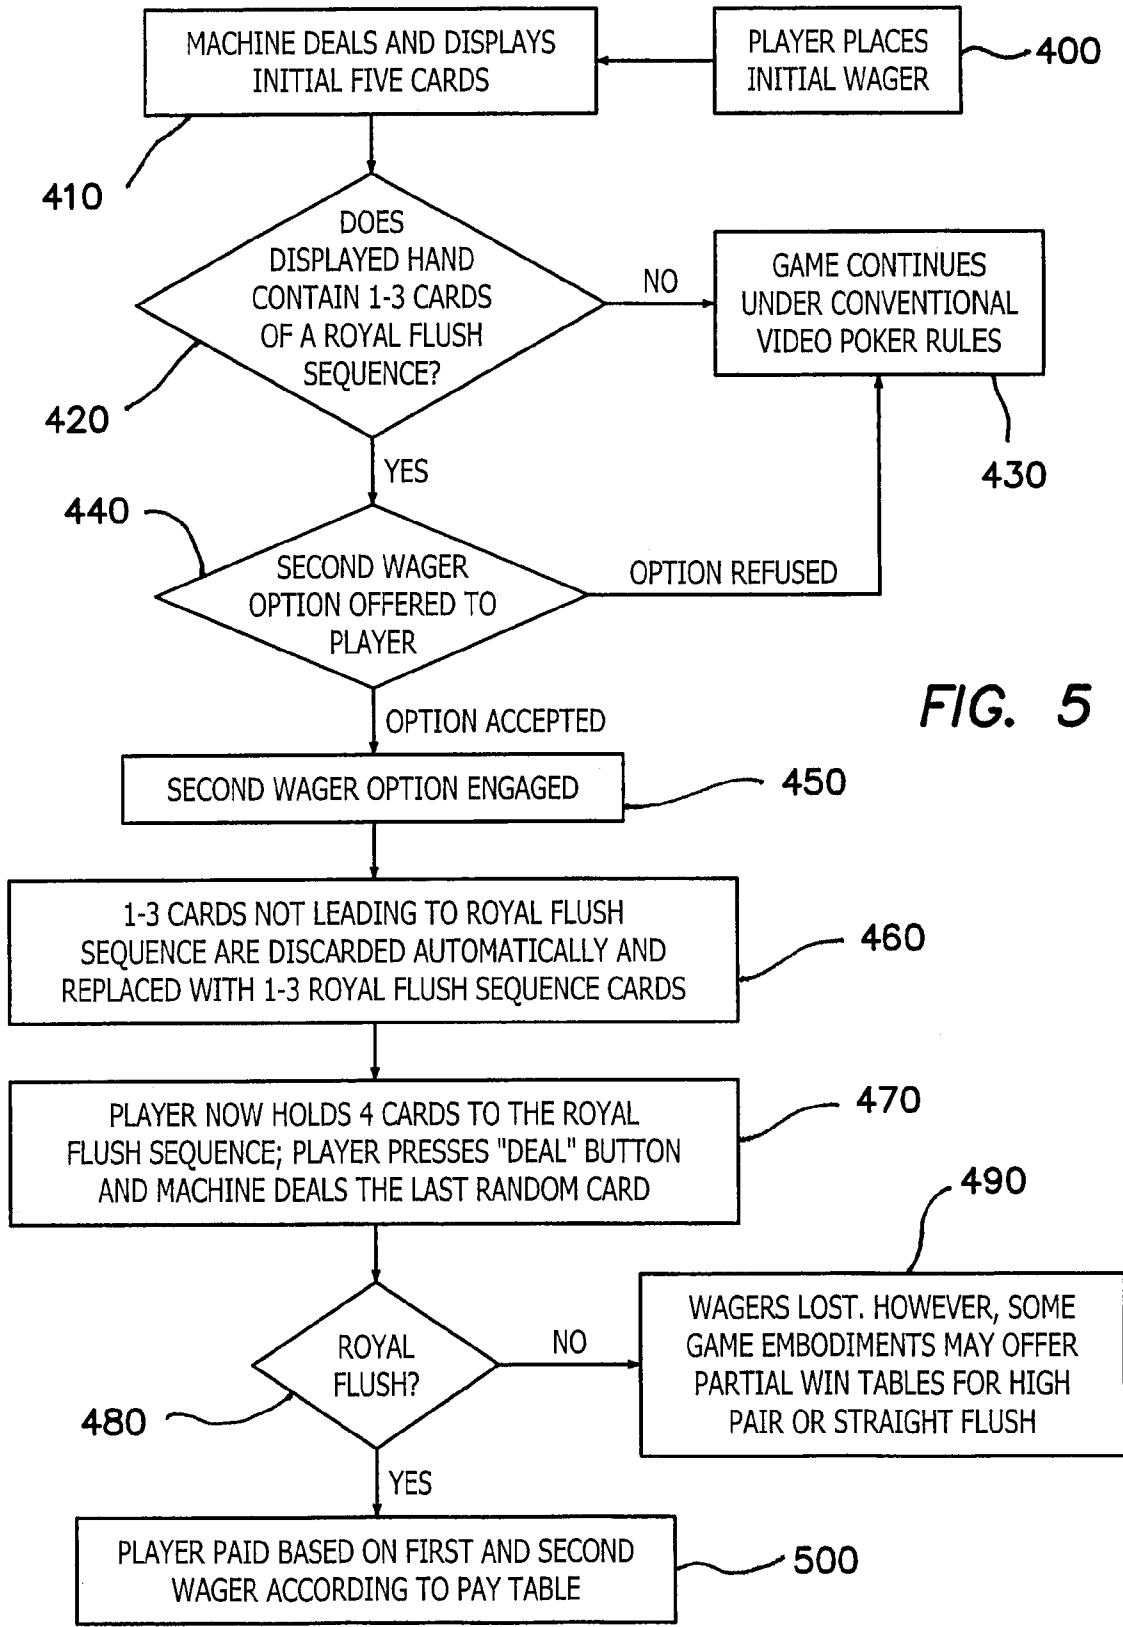 PLAYER PLACES
INITIAL WAGER
400
MACHINE DEALS AND DISPLAYS
INITIAL FIVE CARDS
410
DOES
DISPLAYED HAND
CONTAIN 1-3 CARDS
OF A ROYAL FLUSH
SEQUENCE?
420
NO
GAME CONTINUES
UNDER CONVENTIONAL
VIDEO POKER RULES
430
YES
440
SECOND WAGER
OPTION OFFERED TO
PLAYER
OPTION REFUSED
FIG. 5
OPTION ACCEPTED
SECOND WAGER OPTION ENGAGED
450
1-3 CARDS NOT LEADING TO ROYAL FLUSH
SEQUENCE ARE DISCARDED AUTOMATICALLY AND
REPLACED WITH 1-3 ROYAL FLUSH SEQUENCE CARDS
460
PLAYER NOW HOLDS 4 CARDS TO THE ROYAL
FLUSH SEQUENCE; PLAYER PRESSES "DEAL" BUTTON
AND MACHINE DEALS THE LAST RANDOM CARD
470
ROYAL
FLUSH?
480
NO
490
WAGERS LOST. HOWEVER, SOME
GAME EMBODIMENTS MAY OFFER
PARTIAL WIN TABLES FOR HIGH
PAIR OR STRAIGHT FLUSH
YES
PLAYER PAID BASED ON FIRST AND SECOND
WAGER ACCORDING TO PAY TABLE
500